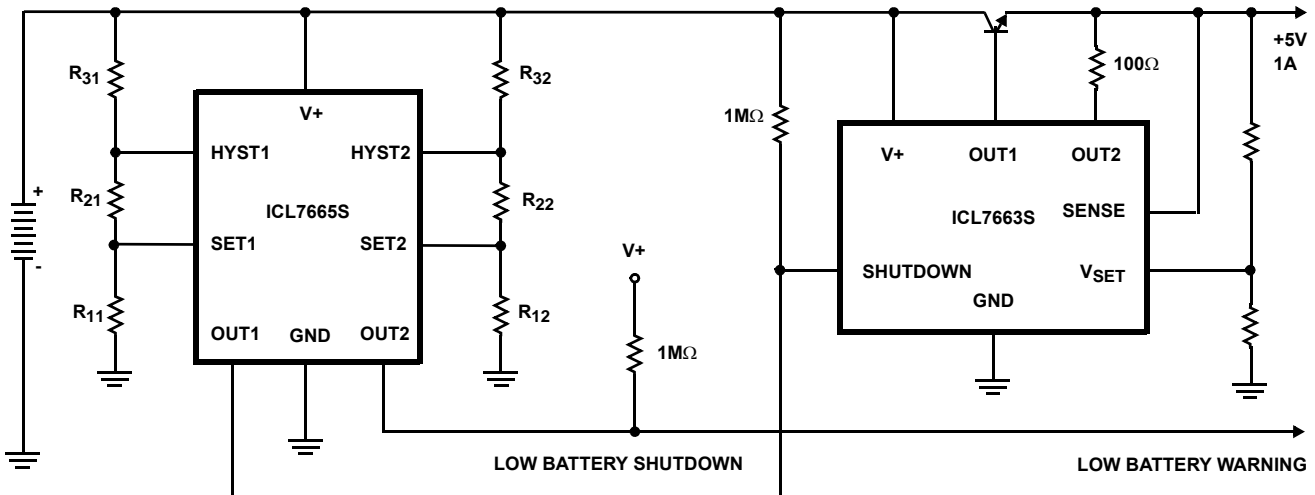 R31
R21
R11
+
-
V+
HYST1
HYST2
ICL7665S
SET1
SET2
OUT1
GND
OUT2
R32
R22
R12
V+
1MΩ
LOW BATTERY SHUTDOWN
1MΩ
V+
OUT1
OUT2
ICL7663S
SENSE
SHUTDOWN
VSET
GND
100Ω
+5V
1A
LOW BATTERY WARNING